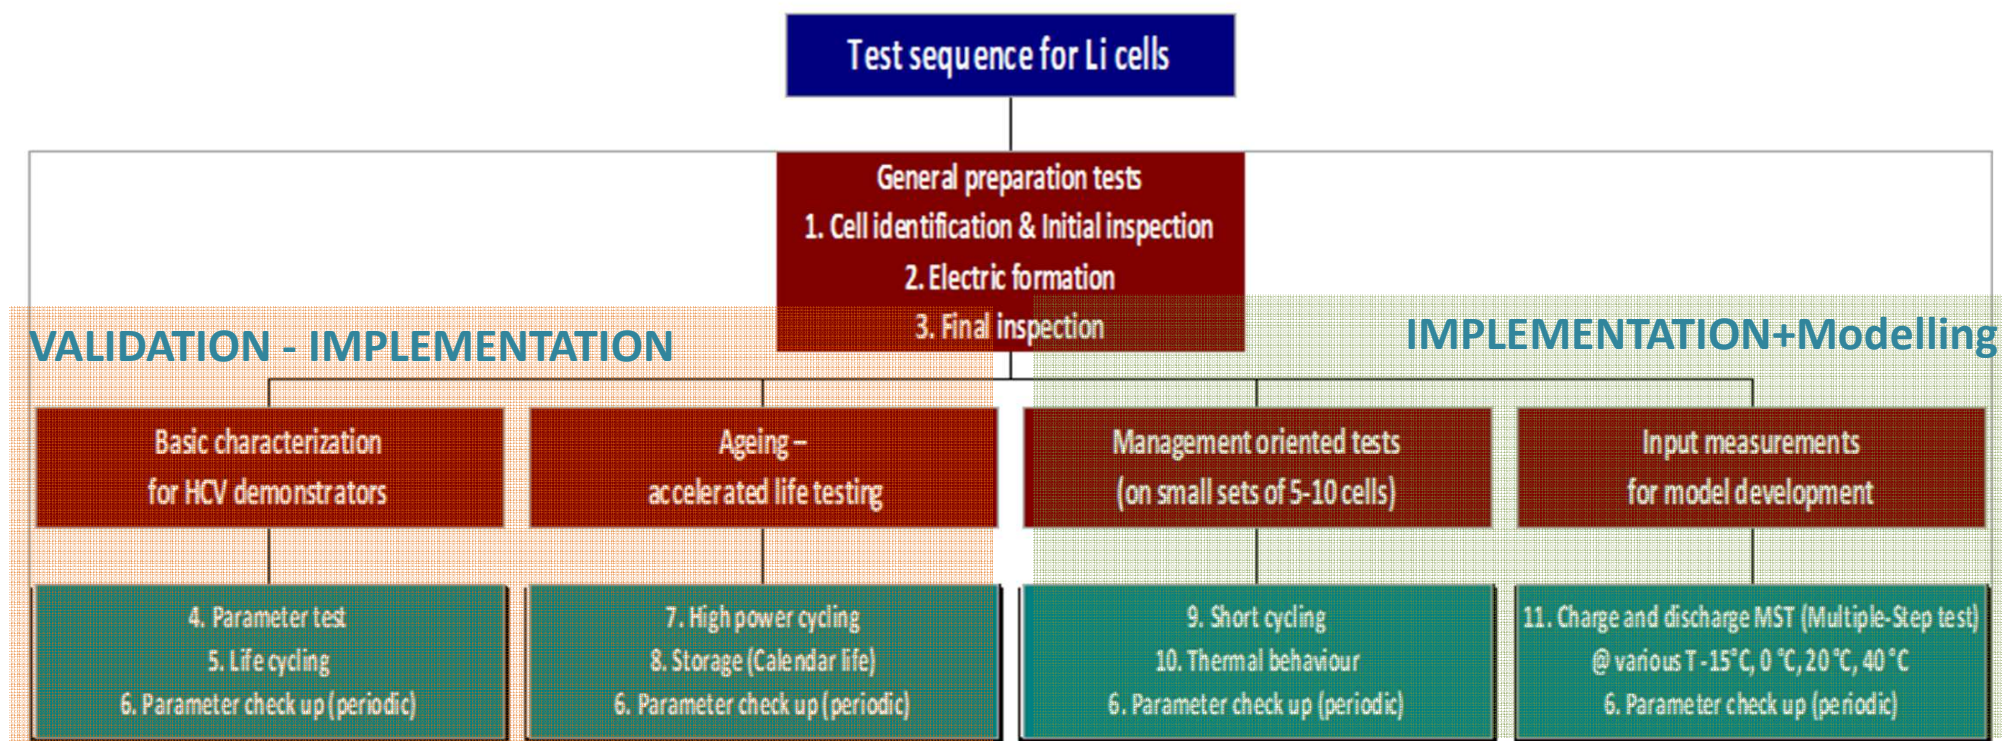 Test sequence for Li cells
General preparation tests
1. Cell identification & Initial inspection
2. Electric formation
3. Final inspection
VALIDATION - IMPLEMENTATION
IMPLEMENTATION+Modelling
Basic characterization
for HCV demonstrators
Ageing –
accelerated life testing
Management oriented tests
(on small sets of 5-10 cells)
Input measurements
for model development
4. Parameter test
5. Life cycling
6. Parameter check up (periodic)
7. High power cycling
8. Storage (Calendar life)
6. Parameter check up (periodic)
9. Short cycling
10. Thermal behaviour
6. Parameter check up (periodic)
11. Charge and discharge MST (Multiple-Step test)
@ various T -15°C, 0 °C, 20 °C, 40 °C
6. Parameter check up (periodic)